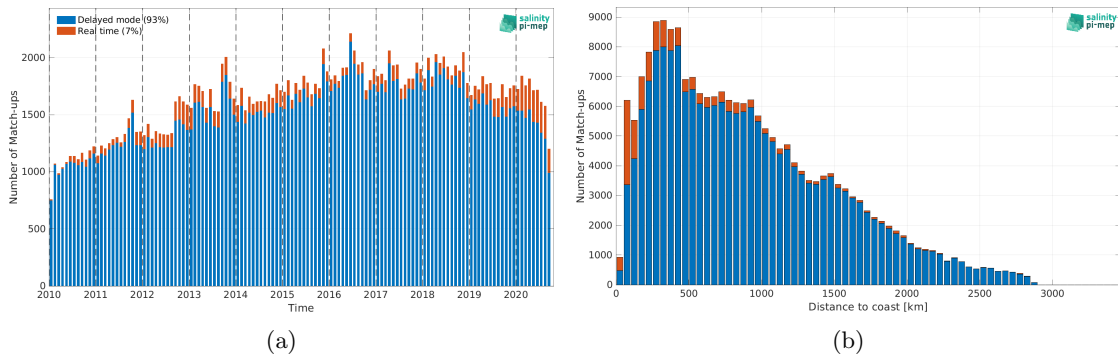 Delayed mode (93%)
Real time (7%)
salinity
pi-mep
2000
1500
1000
500
0
Number of Match-ups
2010 2011 2012 2013 2014 2015 2016 2017 2018 2019 2020
Time
(a)
salinity
pi-mep
9000
8000
7000
6000
5000
4000
3000
2000
1000
0
Number of Match-ups
0 500 1000 1500 2000 2500 3000
Distance to coast [km]
(b)